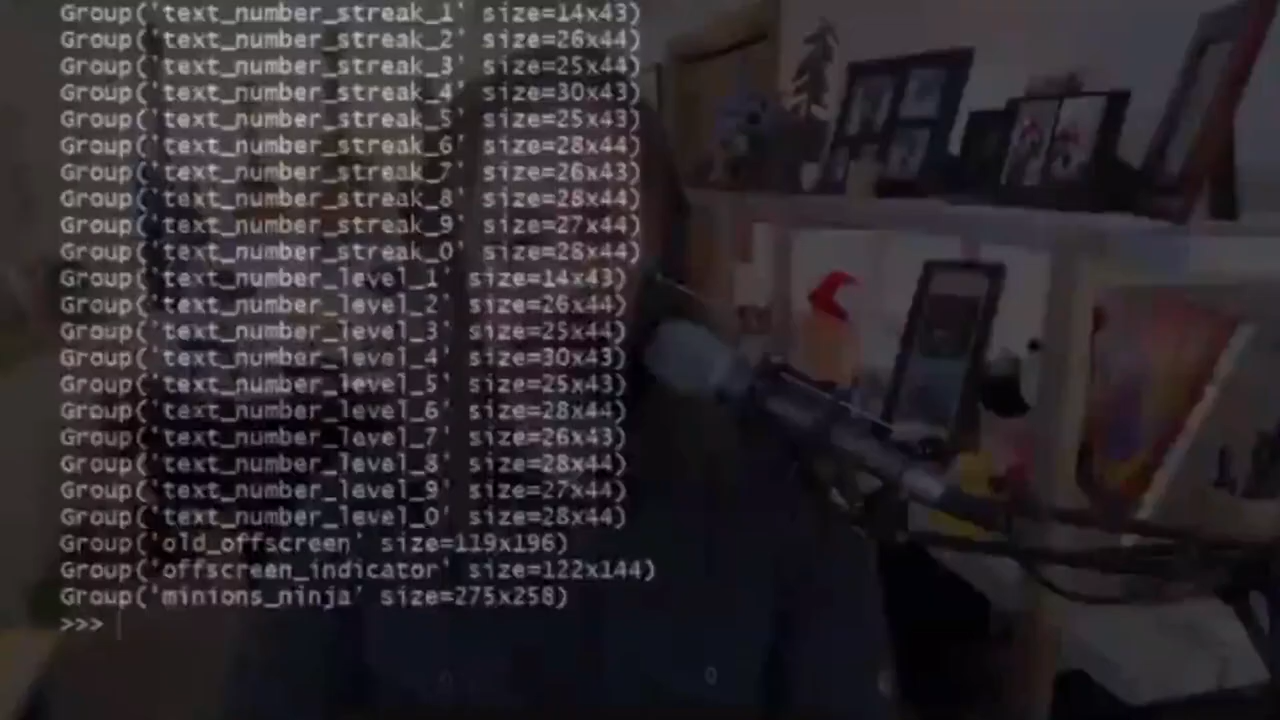 Group('text_number_streak_1' size=14x43)
Group('text_number_streak_2' size=26x44)
Group('text_number_streak_3' size=25x44)
Group('text_number_streak_4' size=30x43)
Group('text_number_streak_5' size=25x43)
Group('text_number_streak_6' size=28x44)
Group('text_number_streak_7' size=26x43)
Group('text_number_streak_8' size=28x44)
Group('text_number_streak_9' size=27x44)
Group('text_number_streak_0' size=28x44)
Group('text_number_level_1' size=14x43)
Group('text_number_level_2' size=26x44)
Group('text_number_level_3' size=25x44)
Group('text_number_level_4' size=30x43)
Group('text_number_level_5' size=25x43)
Group('text_number_level_6' size=28x44)
Group('text_number_level_7' size=26x43)
Group('text_number_level_8' size=28x44)
Group('text_number_level_9' size=27x44)
Group('text_number_level_0' size=28x44)
Group('old_offscreen' size=119x196)
Group('offscreen_indicator' size=122x144)
Group('minions_ninja' size=275x258)
>>>